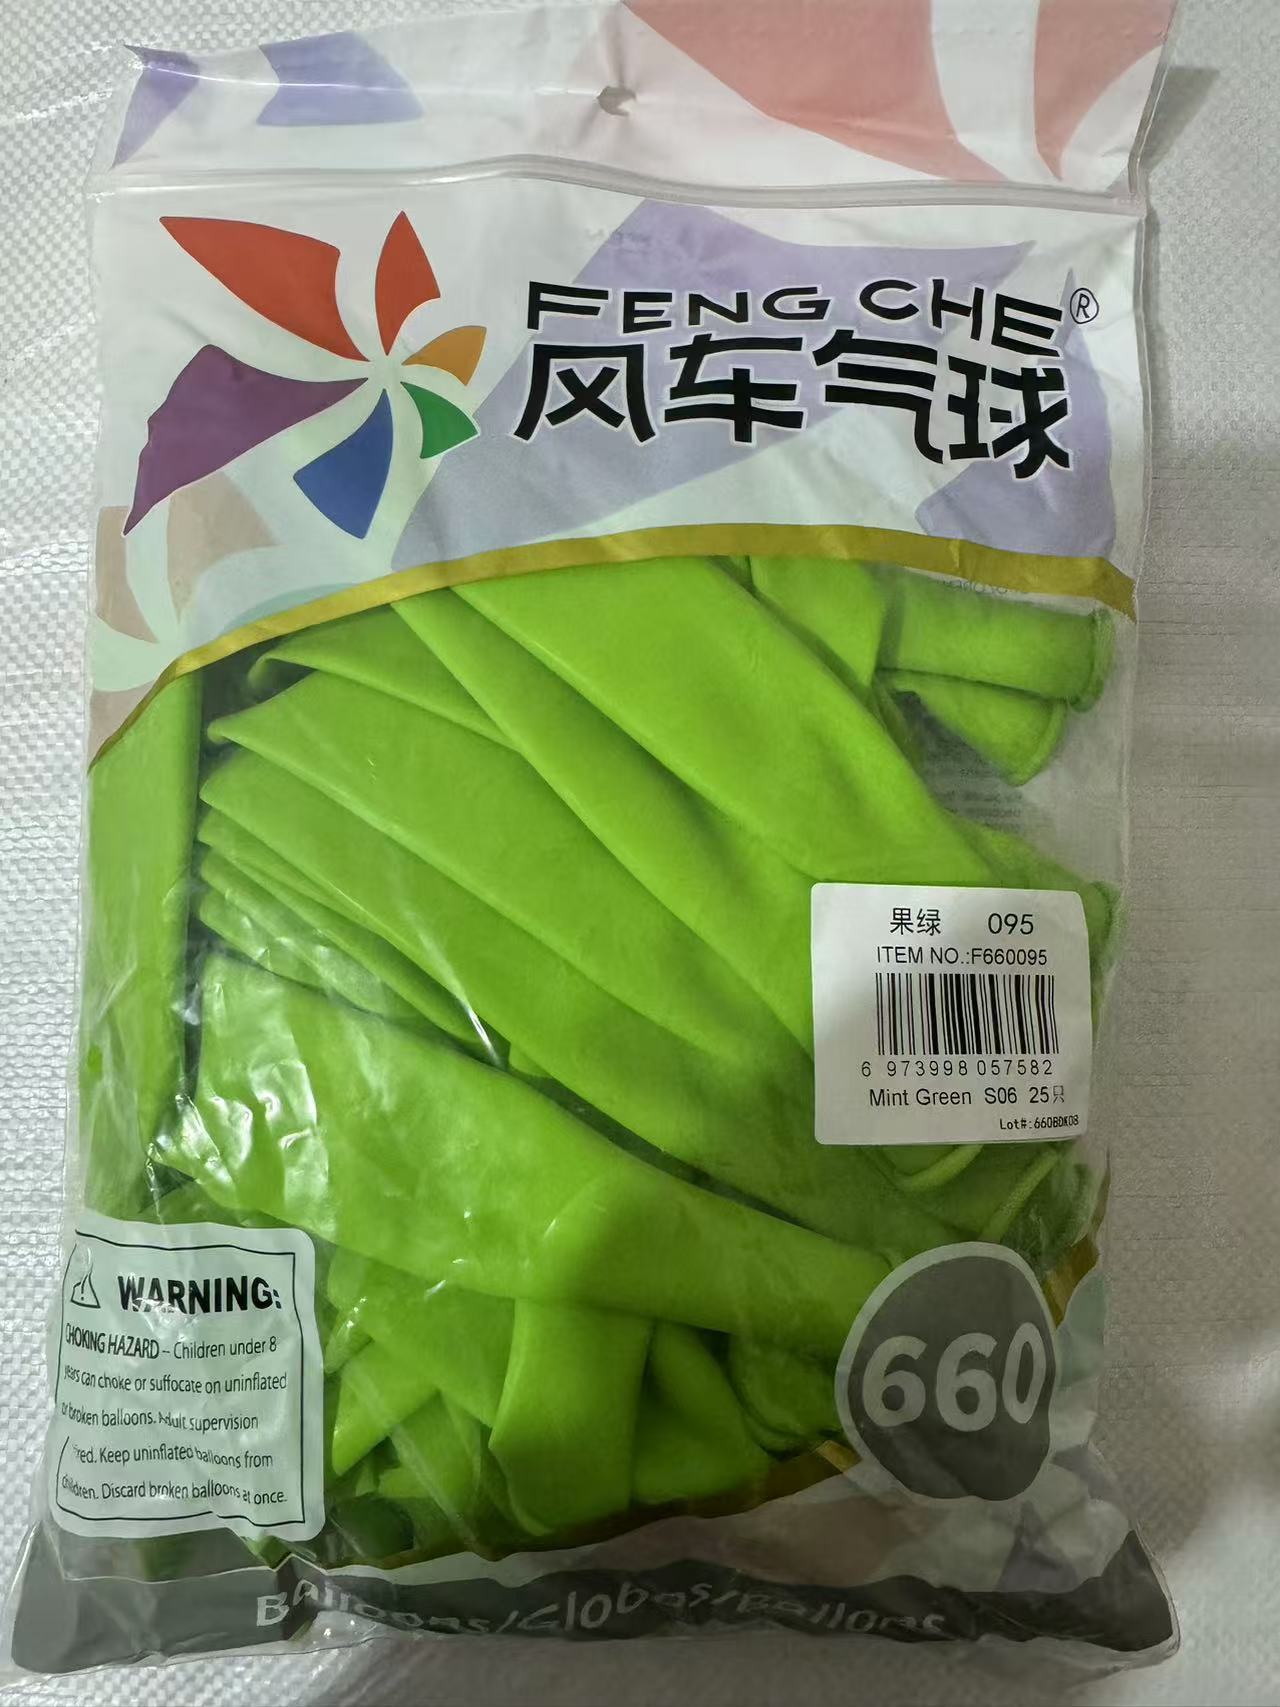 FENG CHE®
风车气球
果绿 095
ITEM NO.:F660095
6 973998 057582
Mint Green S06 25只
Lot#:660BDK08
WARNING:
CHOKING HAZARD – Children under 8
years can choke or suffocate on uninflated
or broken balloons. Adult supervision
red. Keep uninflated balloons from
children. Discard broken balloons at once.
660
Balloons/Globos/Ballons